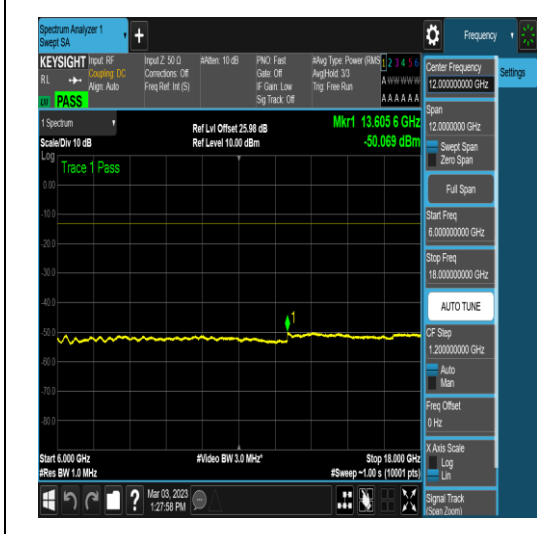 Spectrum Analyzer 1
Swept SA
Frequency
KEYSIGHT
Input: RF
Coupling: DC
Align: Auto
Input Z: 50 Ω
Corrections: Off
Freq Ref: Int (S)
#Atten: 10 dB
PNO: Fast
Gate: Off
IF Gain: Low
Sig Track: Off
#Avg Type: Power (RMS
Avg|Hold: 3/3
Trig: Free Run
1 2 3 4 5 6
A W W W W W
A A A A A A
RL
LW PASS
1 Spectrum
Scale/Div 10 dB
Ref Lvl Offset 25.98 dB
Ref Level 10.00 dBm
Mkr1 13.605 6 GHz
-50.069 dBm
Log
Trace 1 Pass
0.00
-10.0
-20.0
-30.0
-40.0
-50.0
-60.0
-70.0
-80.0
1
Start 6.000 GHz
#Res BW 1.0 MHz
#Video BW 3.0 MHz*
Stop 18.000 GHz
#Sweep ~1.00 s (10001 pts)
Mar 03, 2023
1:27:58 PM
Center Frequency
12.000000000 GHz
Settings
Span
12.0000000 GHz
Swept Span
Zero Span
Full Span
Start Freq
6.000000000 GHz
Stop Freq
18.000000000 GHz
AUTO TUNE
CF Step
1.200000000 GHz
Auto
Man
Freq Offset
0 Hz
X Axis Scale
Log
Lin
Signal Track
(Span Zoom)